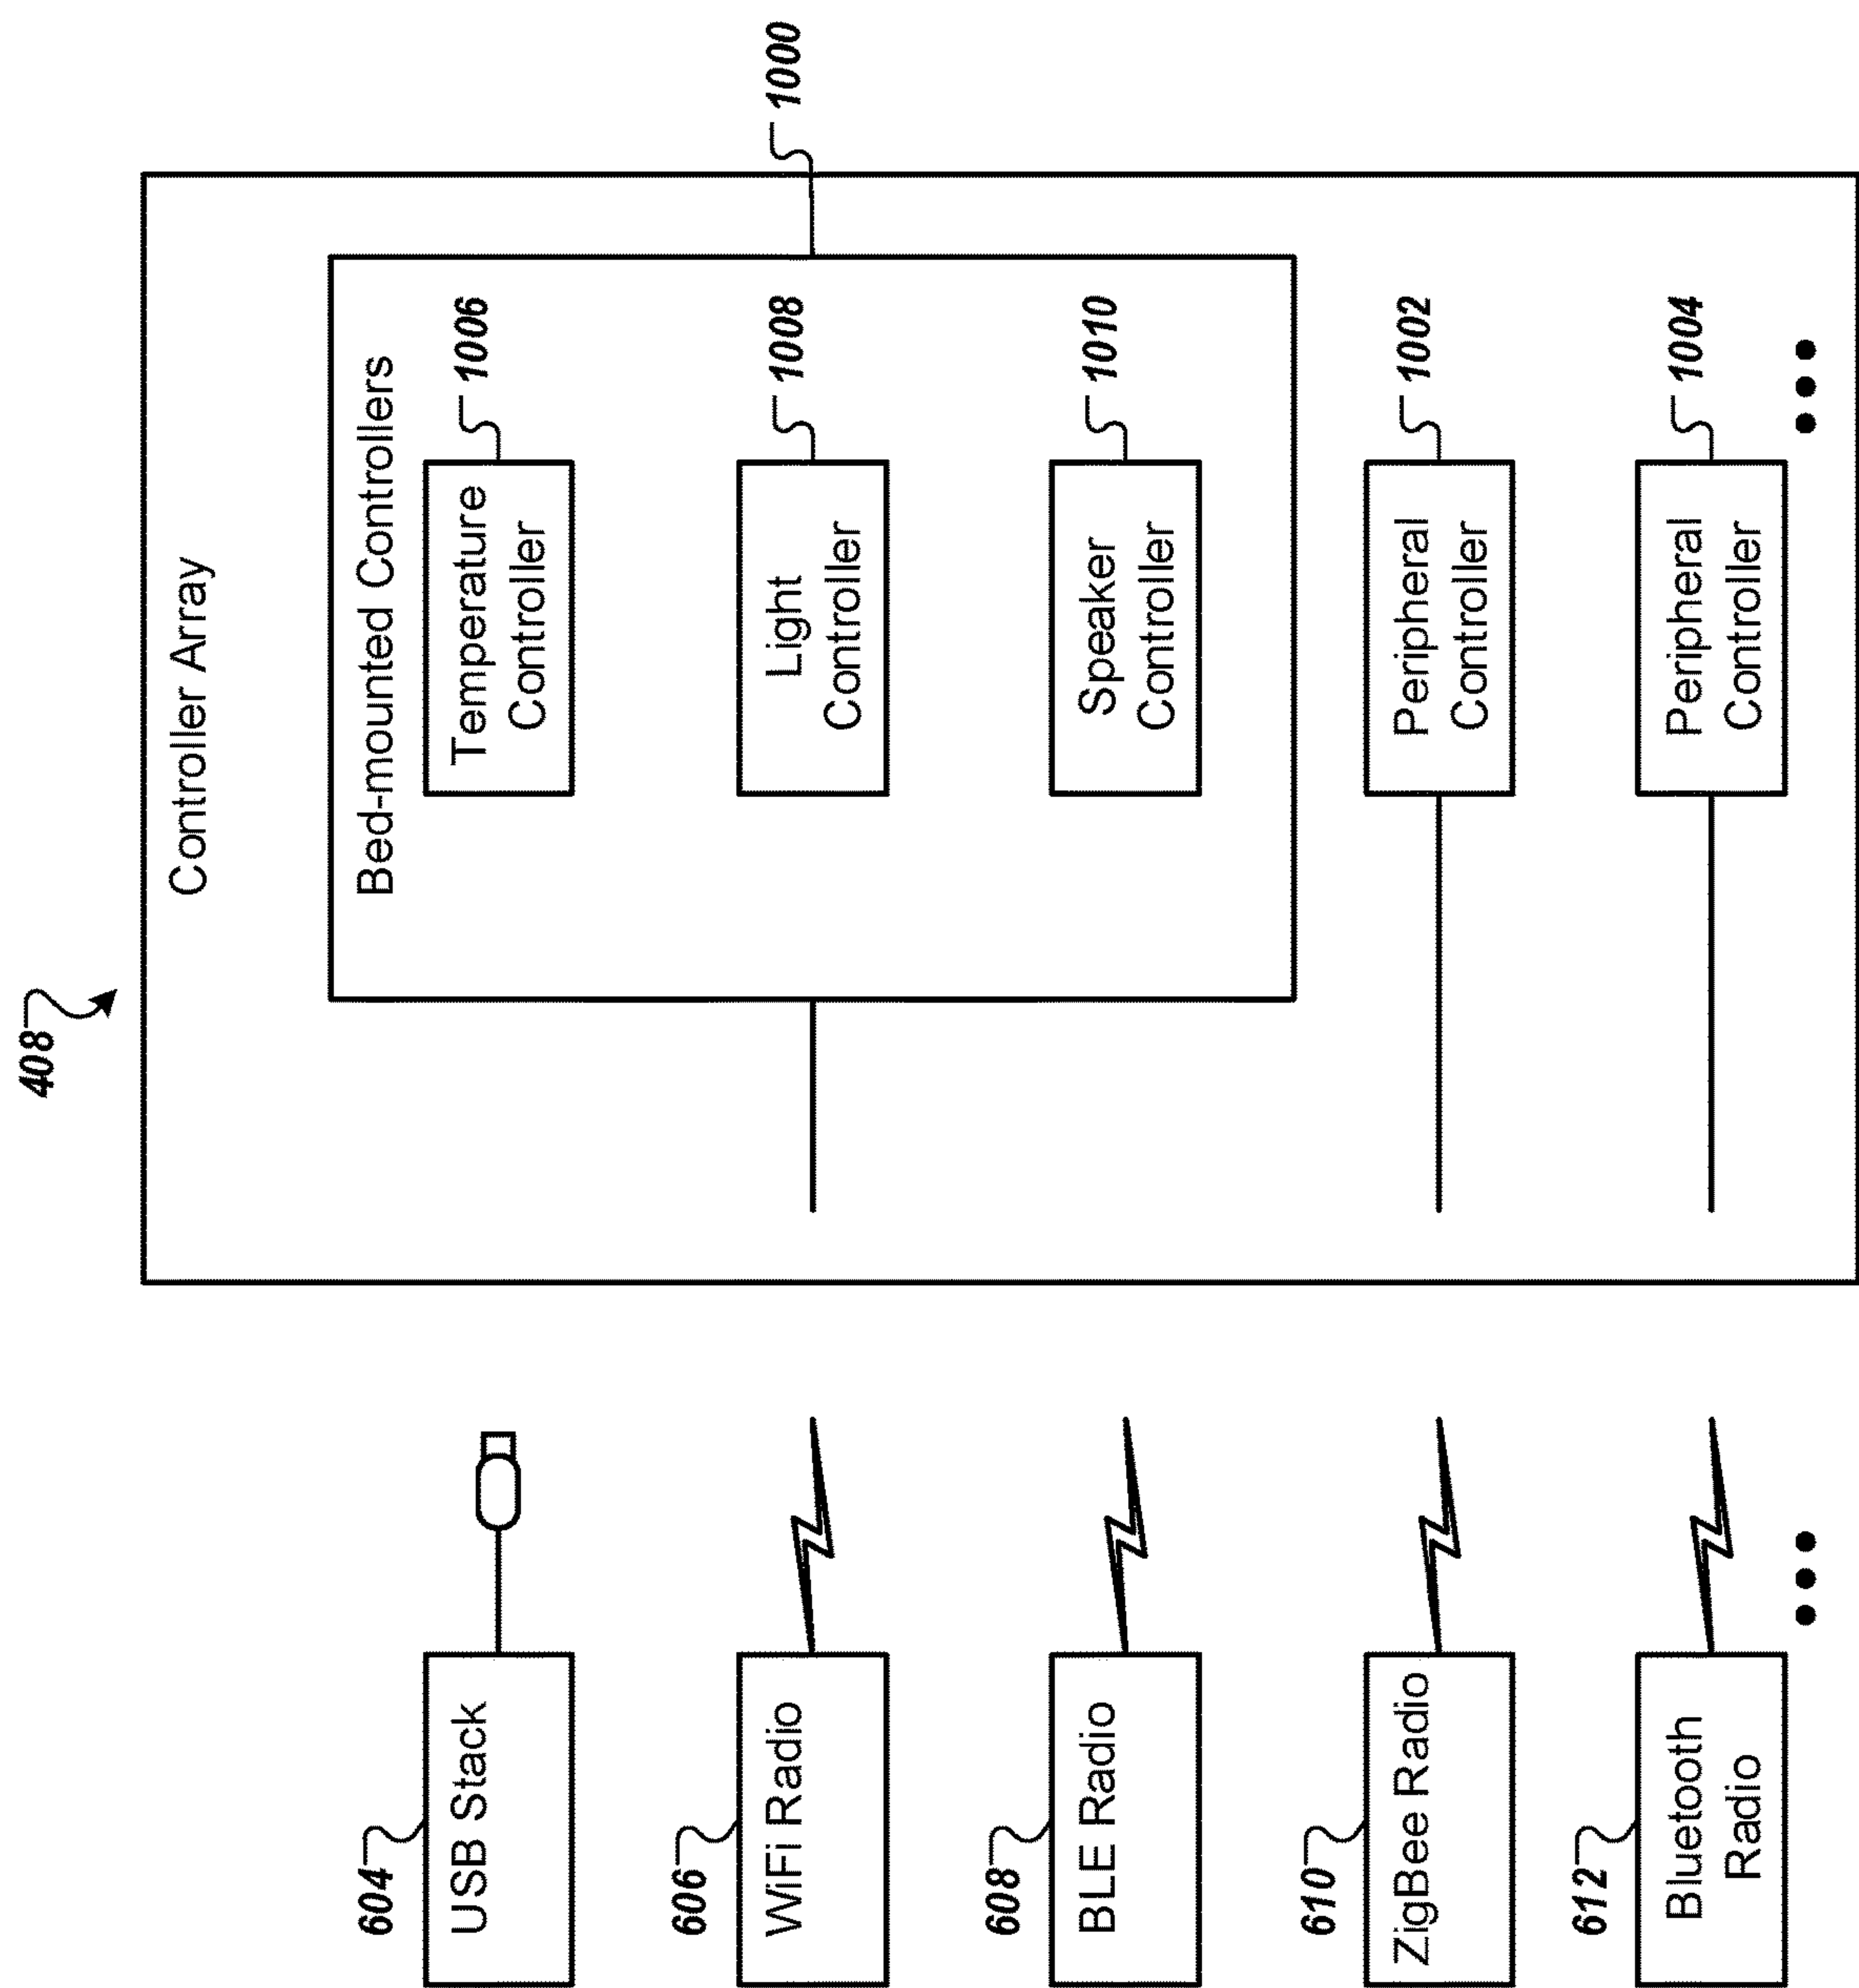 408
Controller Array
1000
Bed-mounted Controllers
604
USB Stack
Temperature
Controller
1006
606
WiFi Radio
Light
Controller
1008
608
BLE Radio
Speaker
Controller
1010
610
ZigBee Radio
Peripheral
Controller
1002
612
Bluetooth
Radio
Peripheral
Controller
1004